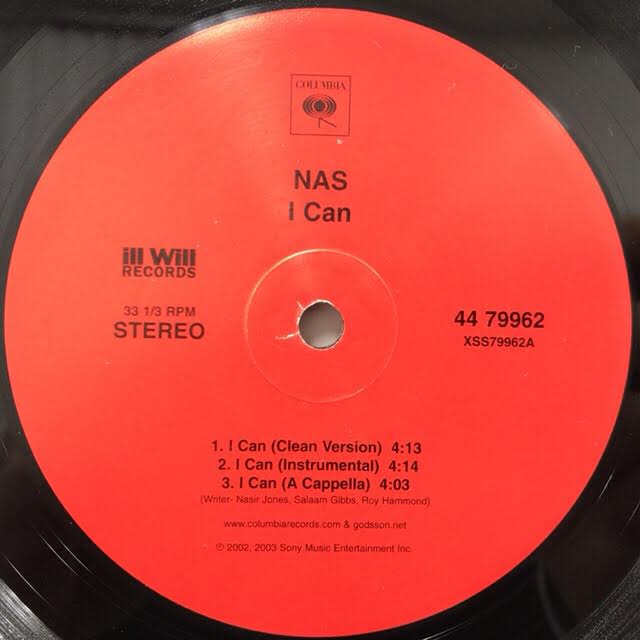 COLUMBIA
NAS
I Can
ill Will
RECORDS
33 1/3 RPM
STEREO
44 79962
XSS79962A
1. I Can (Clean Version) 4:13
2. I Can (Instrumental) 4:14
3. I Can (A Cappella) 4:03
(Writer- Nasir Jones, Salaam Gibbs, Roy Hammond)
www.columbiarecords.com & godsson.net
℗ 2002, 2003 Sony Music Entertainment Inc.